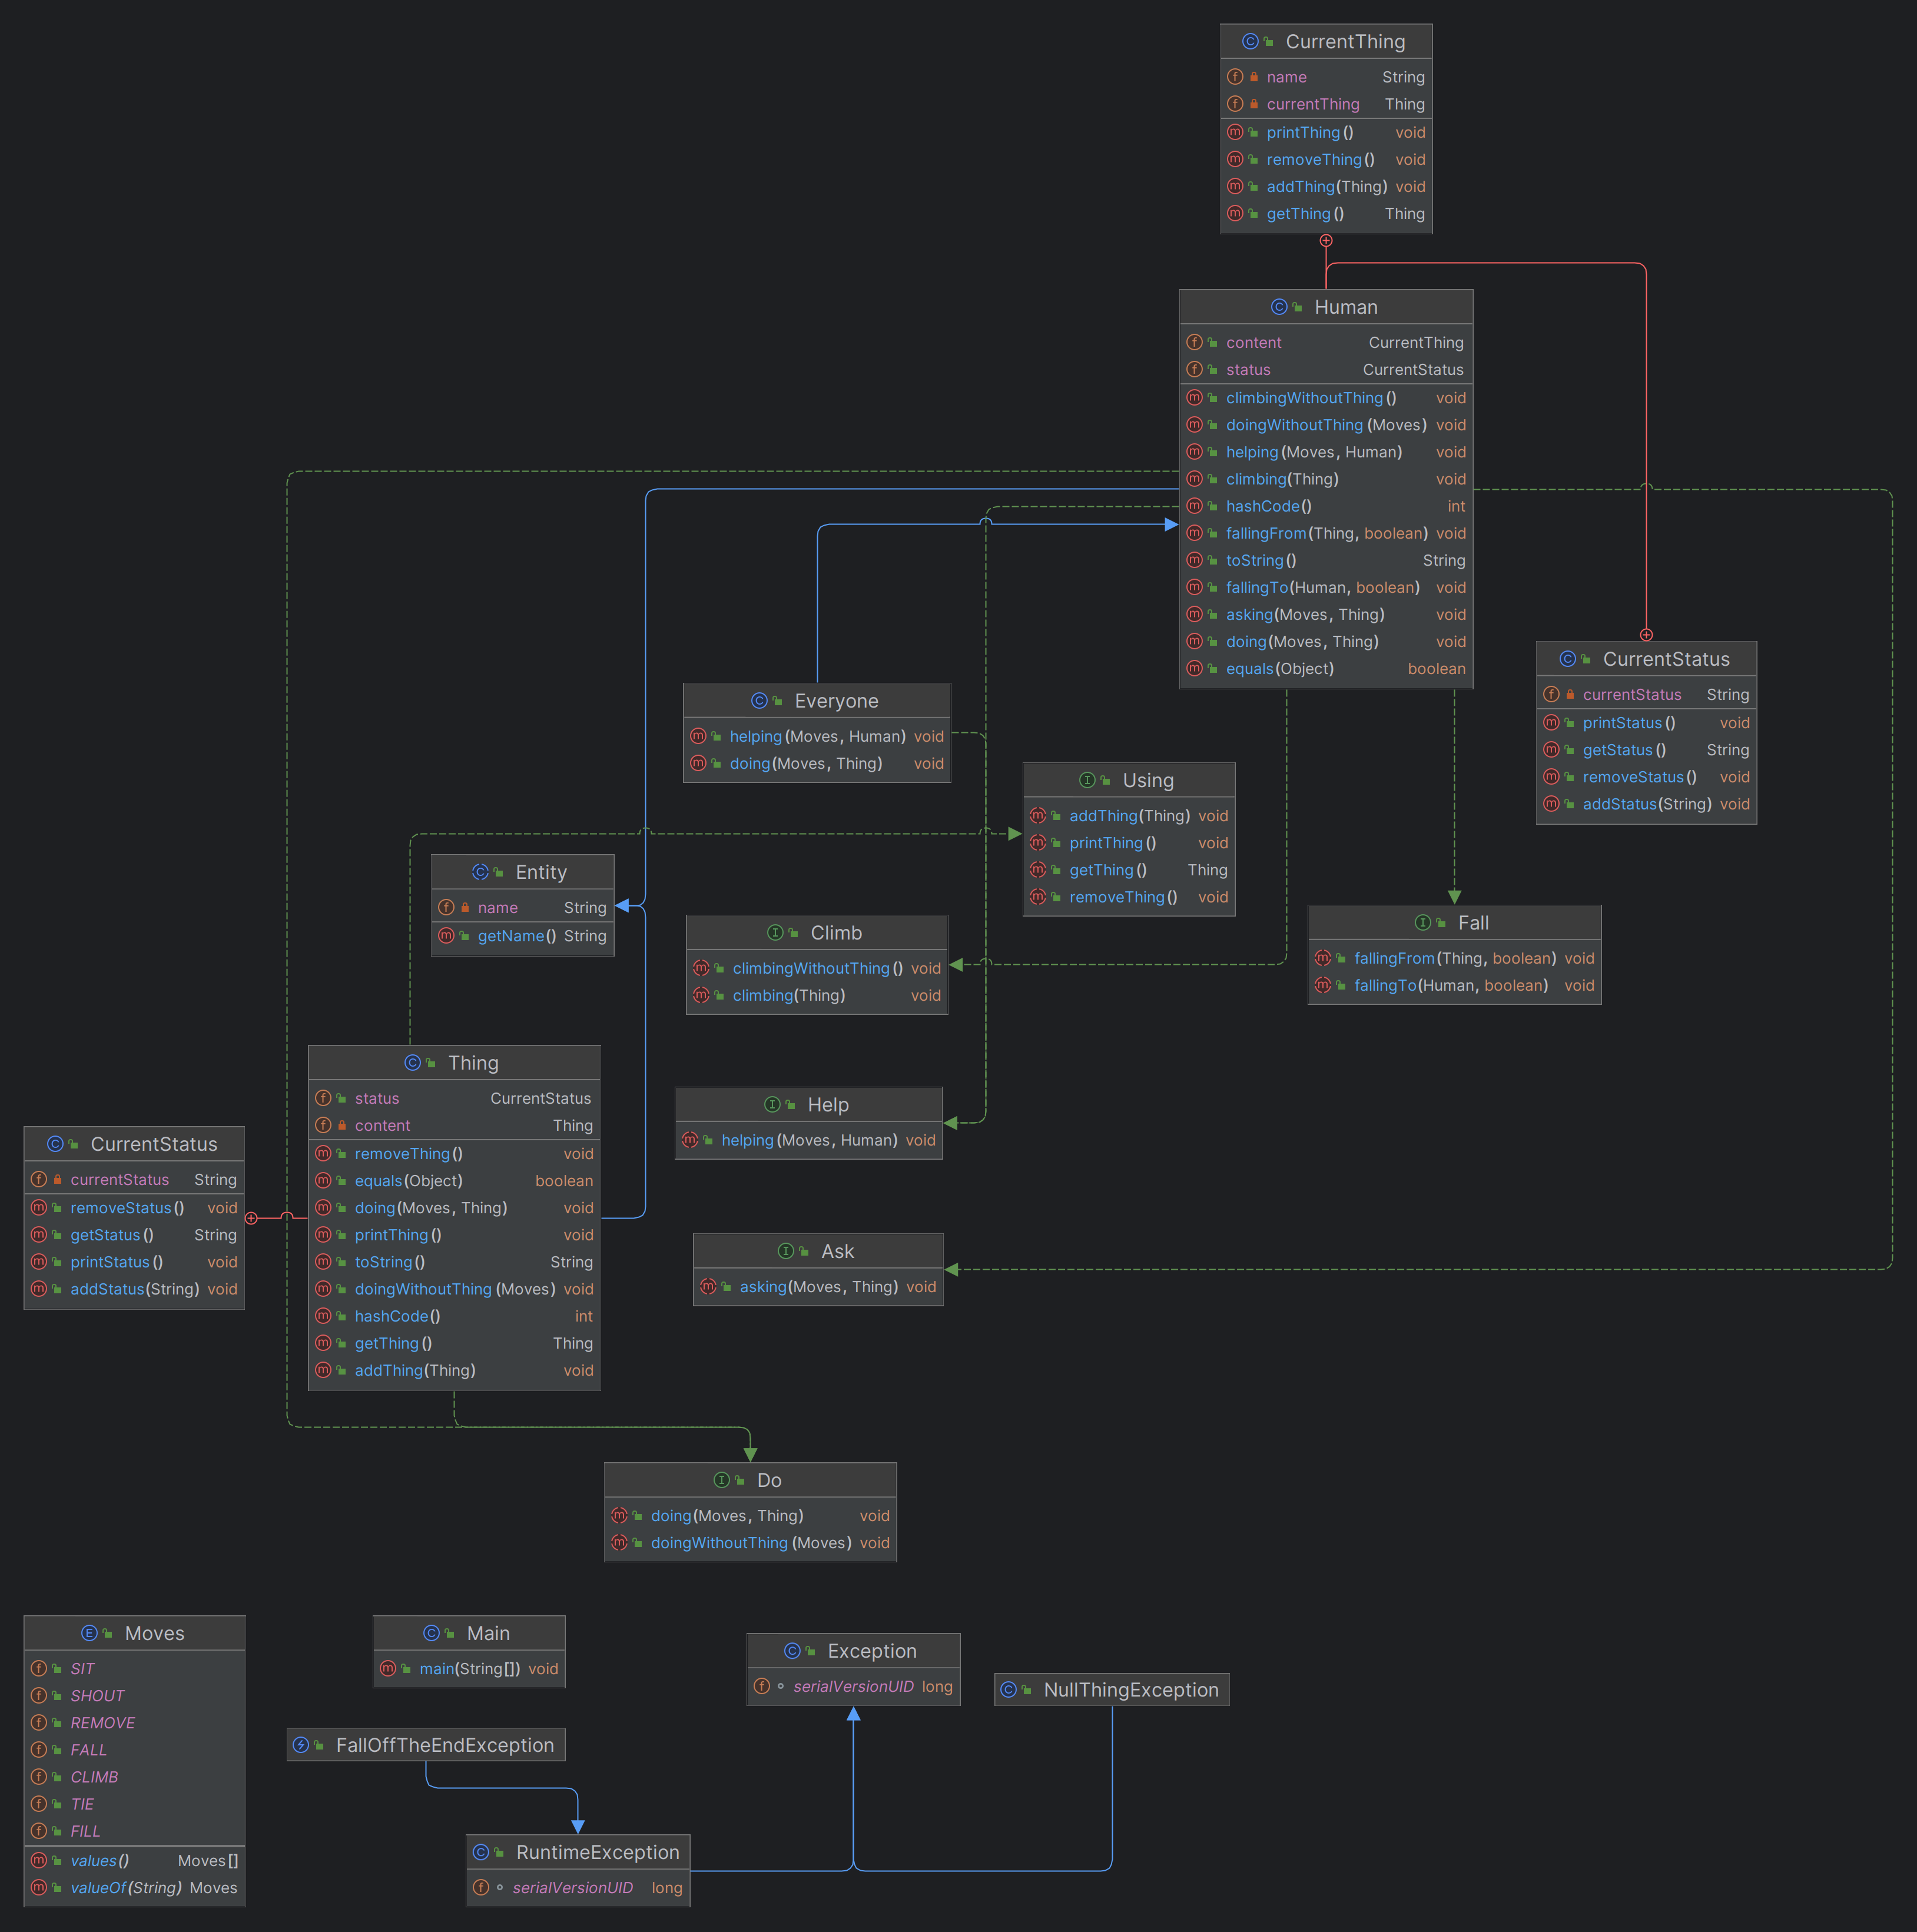 CurrentThing
name String
currentThing Thing
printThing() void
removeThing() void
addThing(Thing) void
getThing() Thing
Human
content CurrentThing
status CurrentStatus
climbingWithoutThing() void
doingWithoutThing(Moves) void
helping(Moves, Human) void
climbing(Thing) void
hashCode() int
fallingFrom(Thing, boolean) void
toString() String
fallingTo(Human, boolean) void
asking(Moves, Thing) void
doing(Moves, Thing) void
equals(Object) boolean
CurrentStatus
currentStatus String
printStatus() void
getStatus() String
removeStatus() void
addStatus(String) void
Everyone
helping(Moves, Human) void
doing(Moves, Thing) void
Using
addThing(Thing) void
printThing() void
getThing() Thing
removeThing() void
Entity
name String
getName() String
Climb
climbingWithoutThing() void
climbing(Thing) void
Fall
fallingFrom(Thing, boolean) void
fallingTo(Human, boolean) void
Thing
status CurrentStatus
content Thing
removeThing() void
equals(Object) boolean
doing(Moves, Thing) void
printThing() void
toString() String
doingWithoutThing(Moves) void
hashCode() int
getThing() Thing
addThing(Thing) void
Help
helping(Moves, Human) void
CurrentStatus
currentStatus String
removeStatus() void
getStatus() String
printStatus() void
addStatus(String) void
Ask
asking(Moves, Thing) void
Do
doing(Moves, Thing) void
doingWithoutThing(Moves) void
Moves
SIT
SHOUT
REMOVE
FALL
CLIMB
TIE
FILL
values() Moves[]
valueOf(String) Moves
Main
main(String[]) void
Exception
serialVersionUID long
NullThingException
FallOffTheEndException
RuntimeException
serialVersionUID long